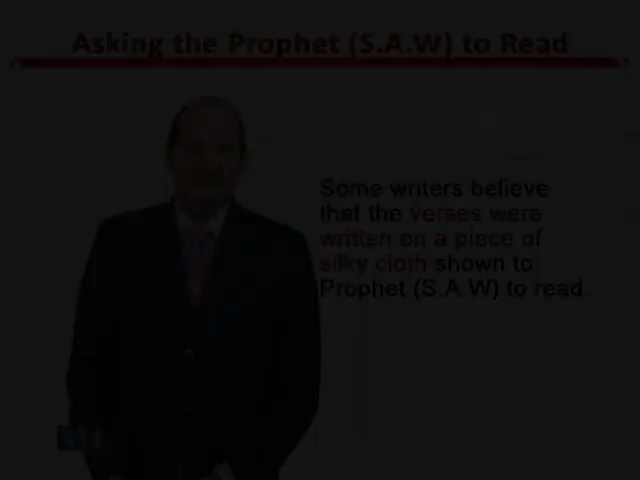 Asking the Prophet (S.A.W) to Read
Some writers believe
that the verses were
written on a piece of
silky cloth shown to
Prophet (S.A.W) to read.